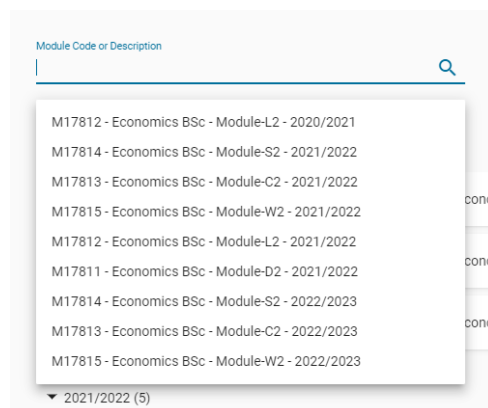 Module Code or Description
M17812 - Economics BSc - Module-L2 - 2020/2021
M17814 - Economics BSc - Module-S2 - 2021/2022
M17813 - Economics BSc - Module-C2 - 2021/2022
M17815 - Economics BSc - Module-W2 - 2021/2022
M17812 - Economics BSc - Module-L2 - 2021/2022
M17811 - Economics BSc - Module-D2 - 2021/2022
M17814 - Economics BSc - Module-S2 - 2022/2023
M17813 - Economics BSc - Module-C2 - 2022/2023
M17815 - Economics BSc - Module-W2 - 2022/2023
2021/2022 (5)